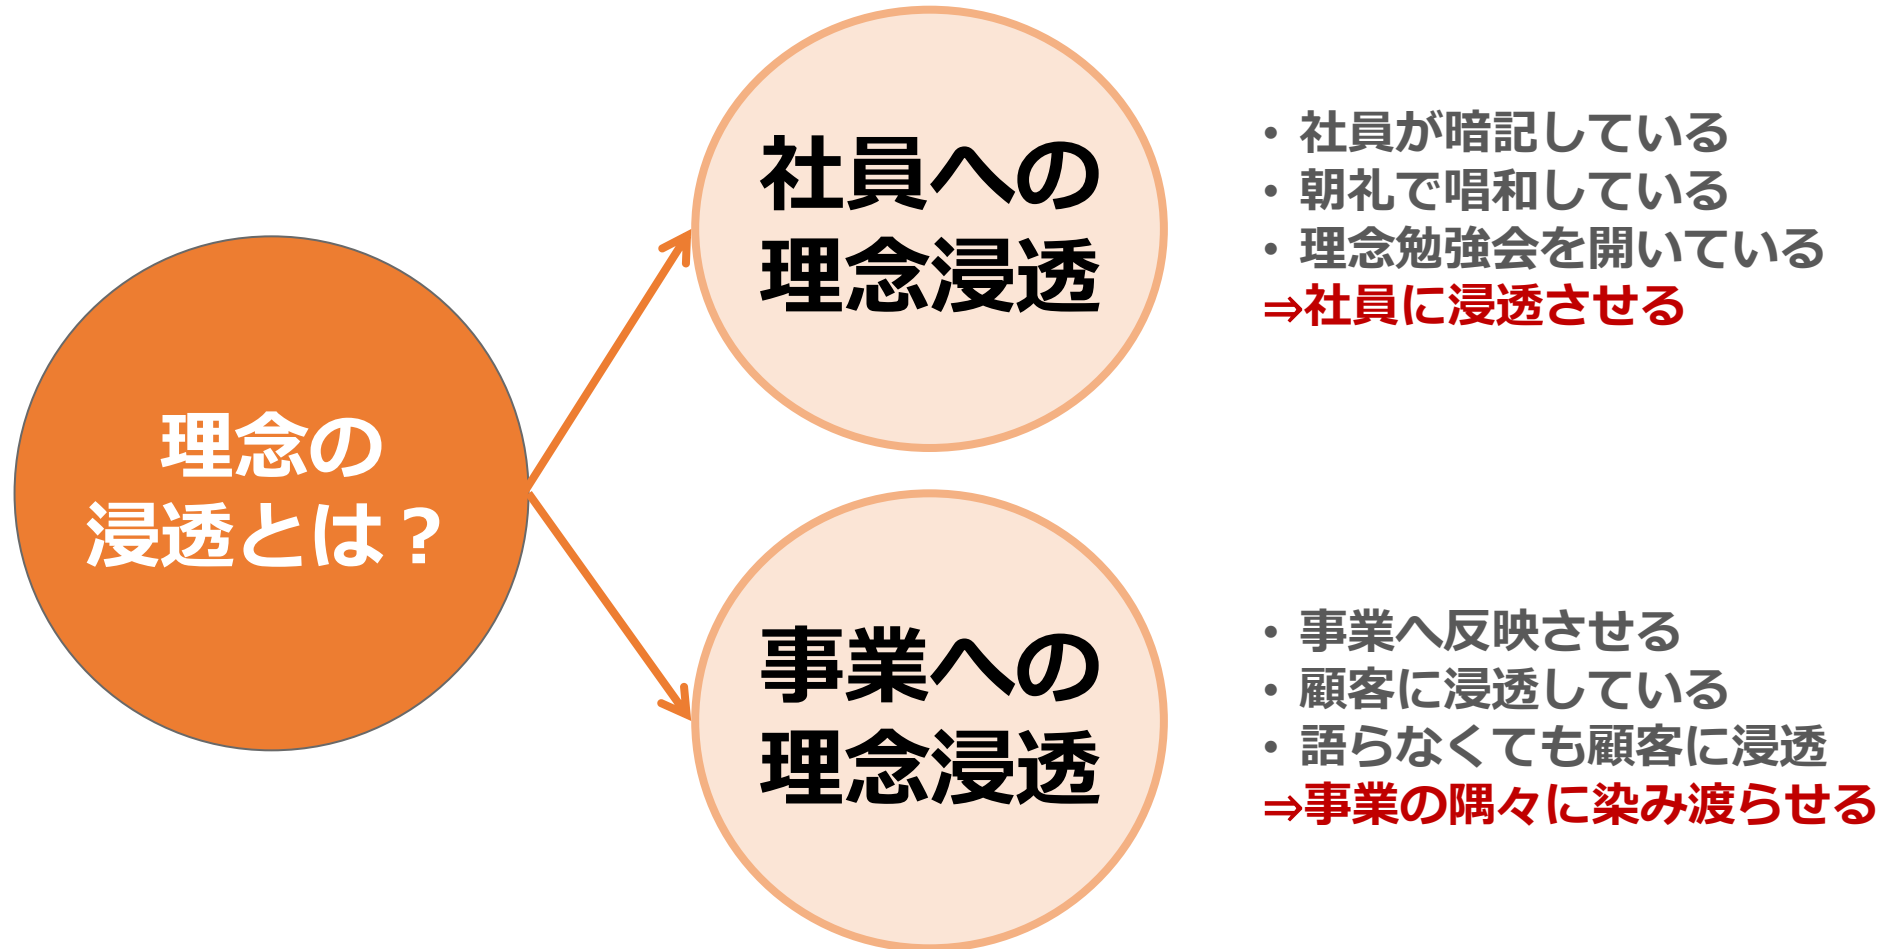 理念の
浸透とは？
社員への
理念浸透
・社員が暗記している
・朝礼で唱和している
・理念勉強会を開いている
⇒社員に浸透させる
事業への
理念浸透
・事業へ反映させる
・顧客に浸透している
・語らなくても顧客に浸透
⇒事業の隅々に染み渡らせる